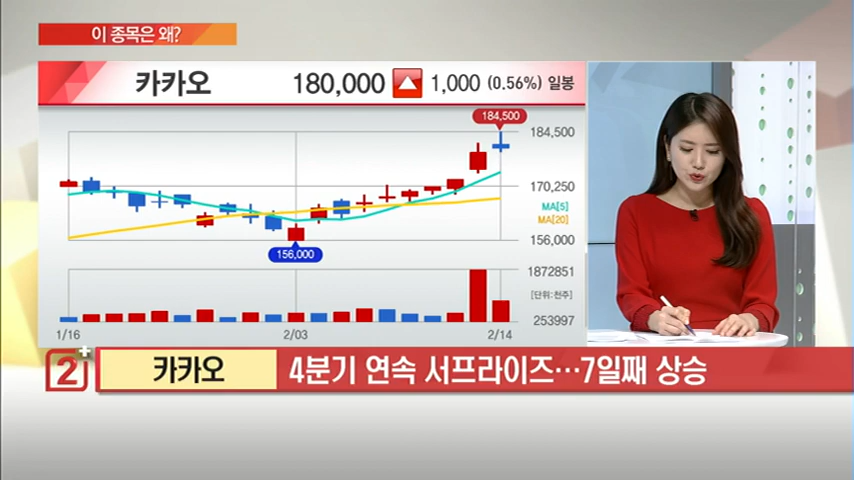 이 종목은 왜?
카카오 180,000 1,000 (0.56%) 일봉
184,500
184,500
170,250
MA[5]
MA[20]
156,000
156,000
1872851
[단위:천주]
253997
1/16 2/03 2/14
2+ 카카오 4분기 연속 서프라이즈…7일째 상승